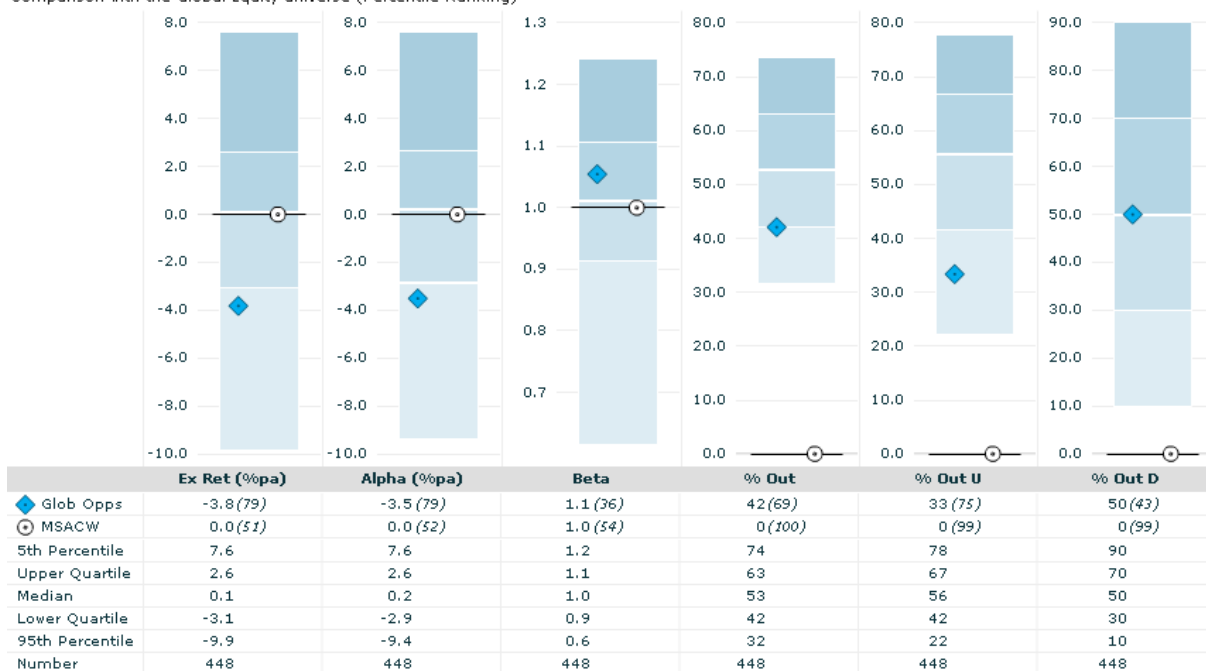 Comparison with the Global Equity universe (Percentile Ranking)
8.0 8.0 1.3 80.0 80.0 90.0
6.0 6.0 1.2 70.0 70.0 80.0
4.0 4.0 1.1 60.0 60.0 70.0
2.0 2.0 1.0 50.0 50.0 60.0
0.0 0.0 0.9 40.0 40.0 50.0
-2.0 -2.0 0.8 30.0 30.0 40.0
-4.0 -4.0 0.7 20.0 20.0 30.0
-6.0 -6.0 10.0 10.0 20.0
-8.0 -8.0 0.0 0.0 10.0
-10.0 -10.0 0.0
Ex Ret (%pa) Alpha (%pa) Beta % Out % Out U % Out D
Glob Opps -3.8 (79) -3.5 (79) 1.1 (36) 42 (69) 33 (75) 50 (43)
MSACW 0.0 (51) 0.0 (52) 1.0 (54) 0 (100) 0 (99) 0 (99)
5th Percentile 7.6 7.6 1.2 74 78 90
Upper Quartile 2.6 2.6 1.1 63 67 70
Median 0.1 0.2 1.0 53 56 50
Lower Quartile -3.1 -2.9 0.9 42 42 30
95th Percentile -9.9 -9.4 0.6 32 22 10
Number 448 448 448 448 448 448